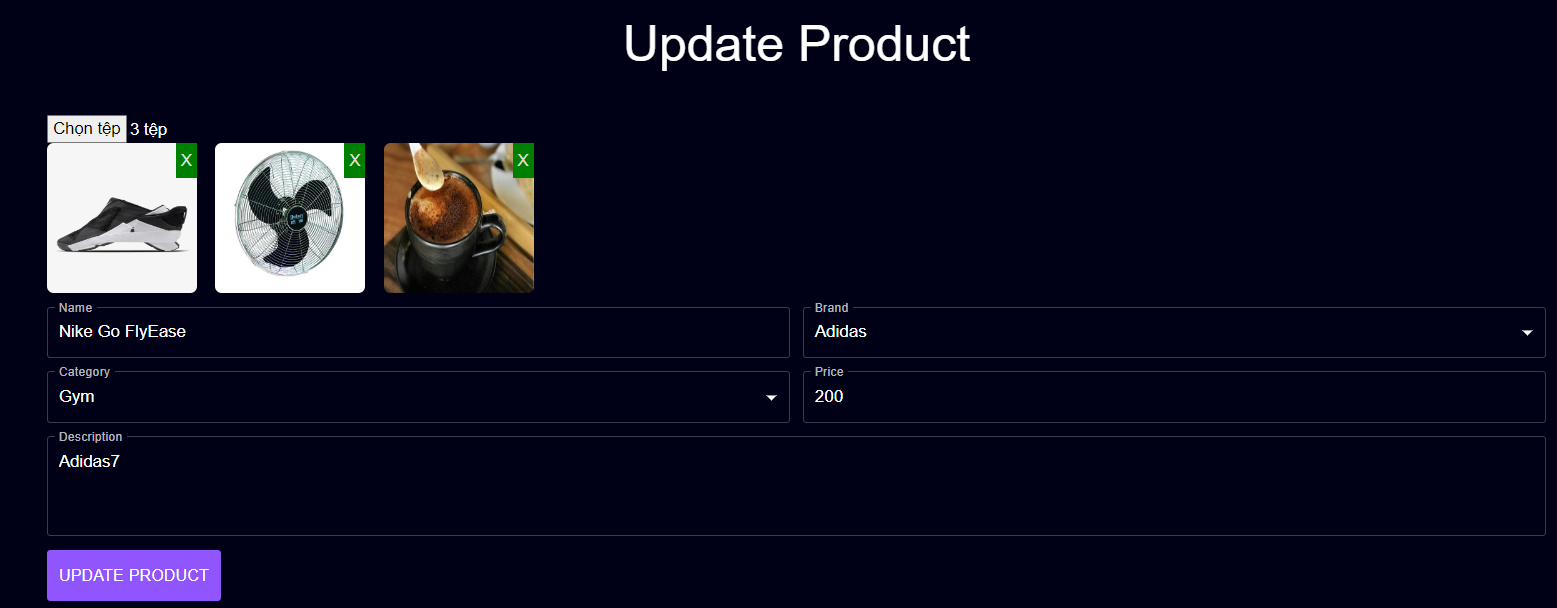 Update Product
Chọn tệp 3 tệp
X X X
Name
Nike Go FlyEase
Brand
Adidas
Category
Gym
Price
200
Description
Adidas7
UPDATE PRODUCT